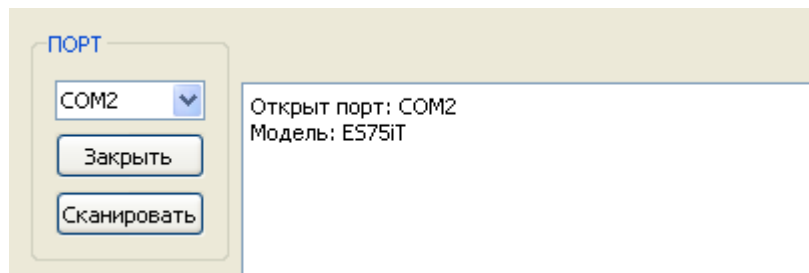 ПОРТ
COM2
Закрыть
Сканировать
Открыт порт: COM2
Модель: ES75iT